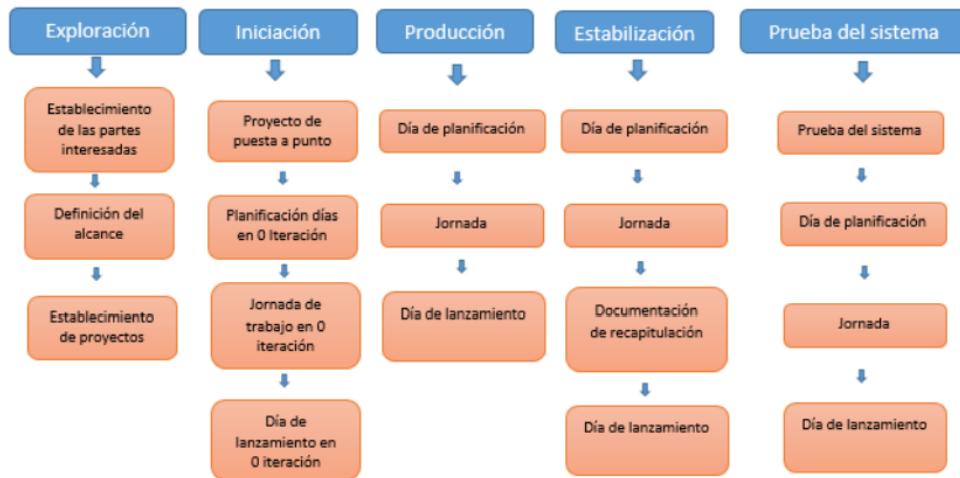 Exploración
Establecimiento
de las partes
interesadas
Definición del
alcance
Establecimiento
de proyectos
Iniciación
Proyecto de
puesta a punto
Planificación días
en 0 Iteración
Jornada de
trabajo en 0
iteración
Día de
lanzamiento en
0 iteración
Producción
Día de planificación
Jornada
Día de lanzamiento
Estabilización
Día de planificación
Jornada
Documentación
de recapitulación
Día de lanzamiento
Prueba del sistema
Prueba del sistema
Día de planificación
Jornada
Día de lanzamiento